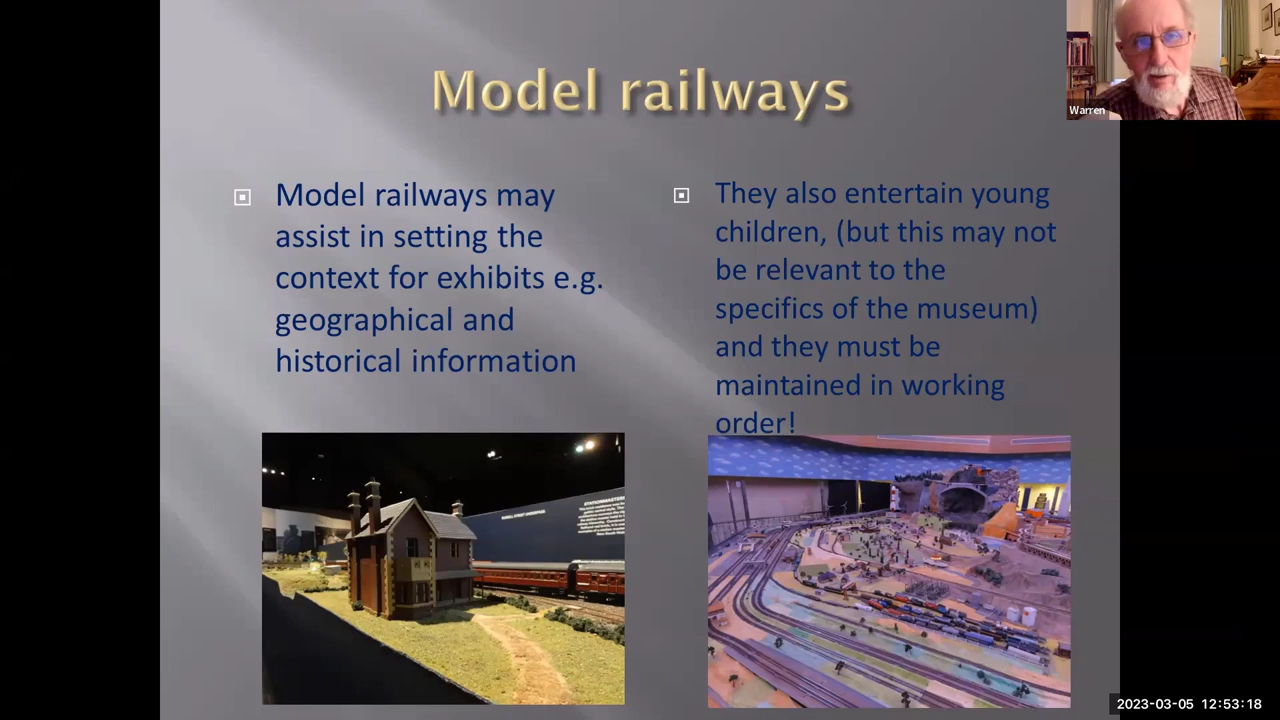 Model railways
Warren
Model railways may
assist in setting the
context for exhibits e.g.
geographical and
historical information
They also entertain young
children, (but this may not
be relevant to the
specifics of the museum)
and they must be
maintained in working
order!
2023-03-05 12:53:18